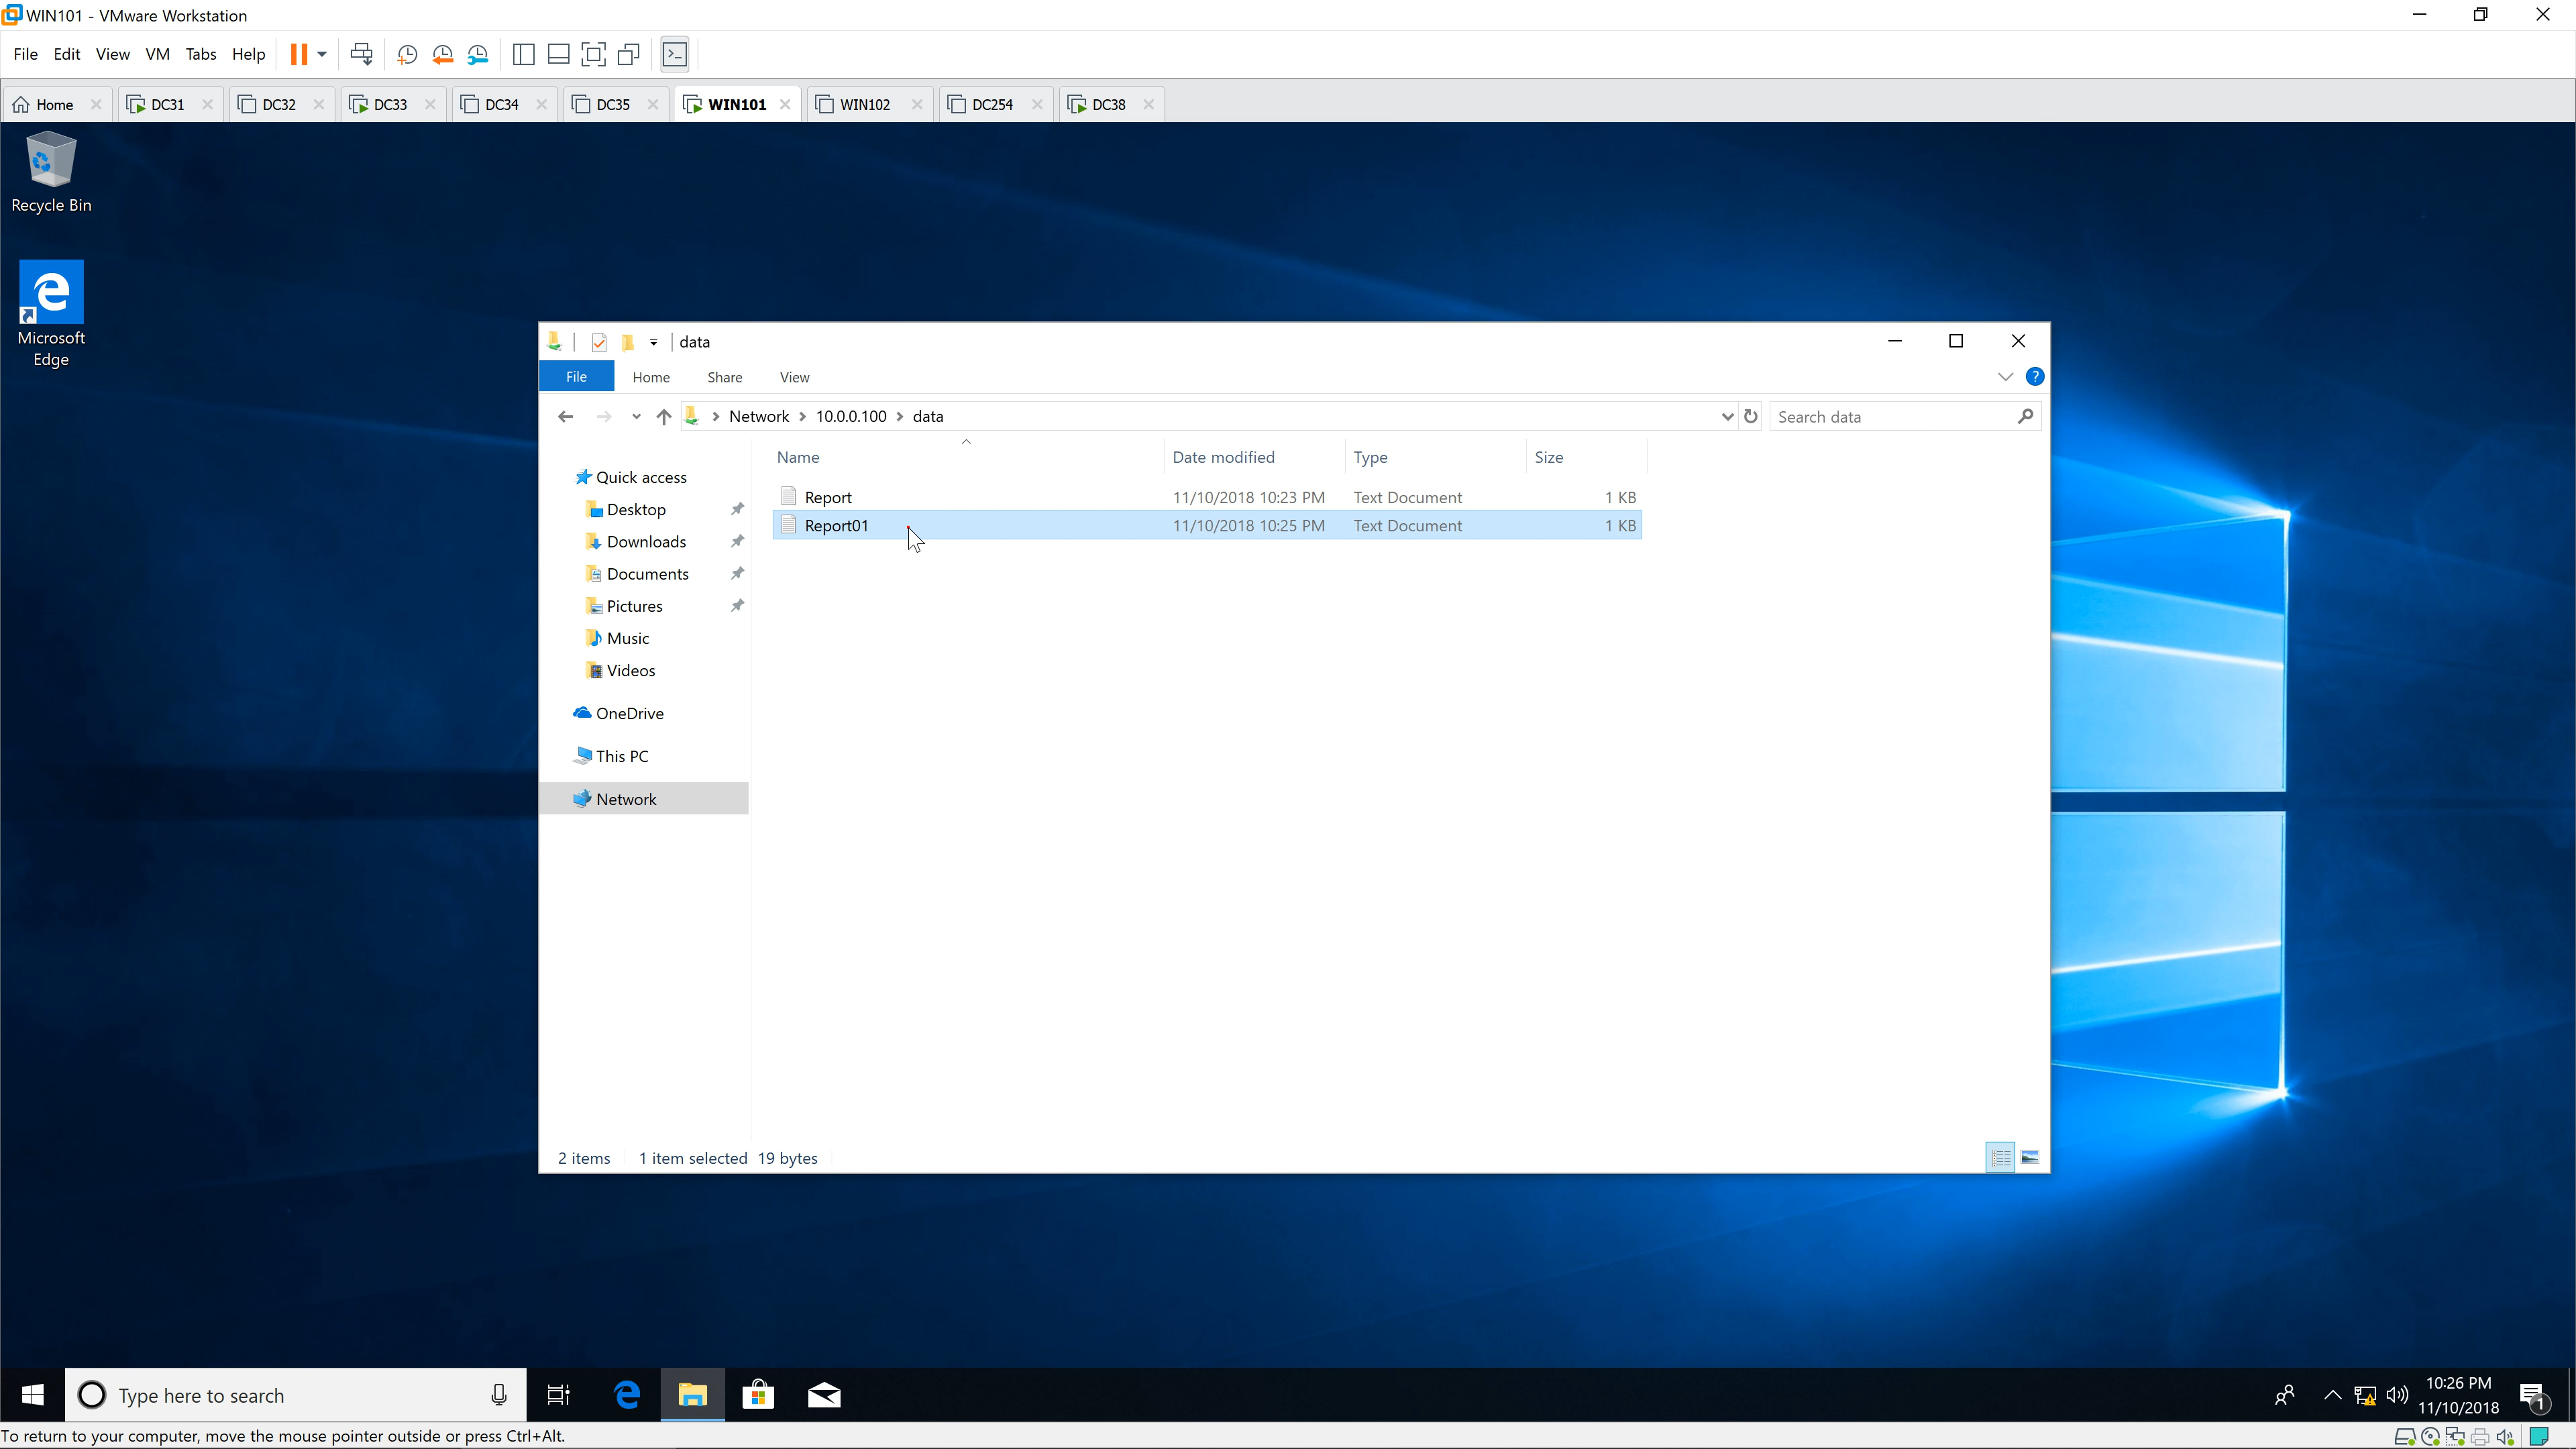 WIN101 - VMware Workstation
File Edit View VM Tabs Help
Home DC31 DC32 DC33 DC34 DC35 WIN101 WIN102 DC254 DC38
Recycle Bin
Microsoft
Edge
data
File Home Share View
Network 10.0.0.100 data
Search data
Name Date modified Type Size
Quick access
Desktop
Downloads
Documents
Pictures
Music
Videos
OneDrive
This PC
Network
Report 11/10/2018 10:23 PM Text Document 1 KB
Report01 11/10/2018 10:25 PM Text Document 1 KB
2 items 1 item selected 19 bytes
Type here to search
10:26 PM
11/10/2018
1
To return to your computer, move the mouse pointer outside or press Ctrl+Alt.